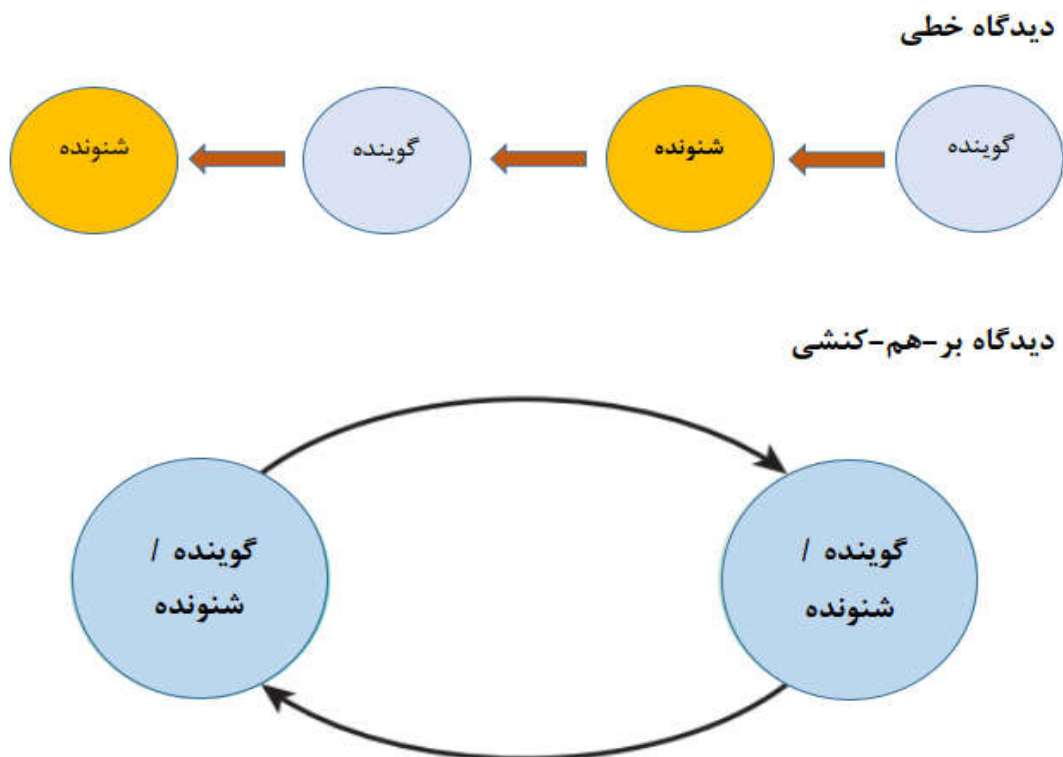 دیدگاه خطی
گوینده
شنونده
گوینده
شنونده
دیدگاه بر-هم-کنشی
گوینده /
شنونده
گوینده /
شنونده